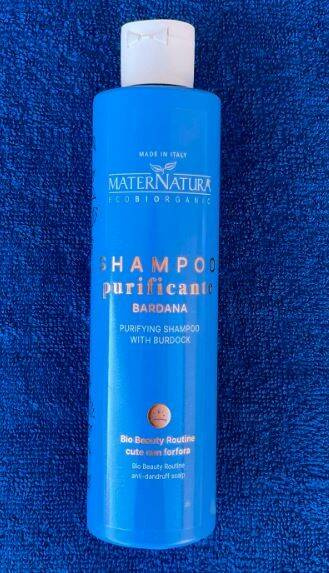 MADE IN ITALY
MATERNATURA
ECOBIORGANIC
SHAMPOO
purificante
BARDANA
PURIFYING SHAMPOO
WITH BURDOCK
Bio Beauty Routine
cute con forfora
Bio Beauty Routine
anti-dandruff scalp